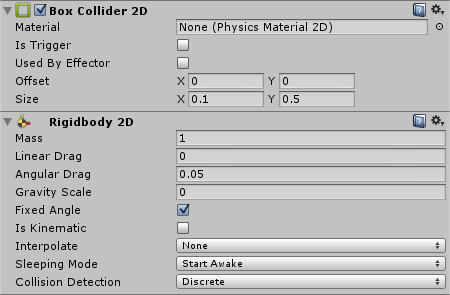 Box Collider 2D
Material None (Physics Material 2D)
Is Trigger
Used By Effector
Offset X 0 Y 0
Size X 0.1 Y 0.5
Rigidbody 2D
Mass 1
Linear Drag 0
Angular Drag 0.05
Gravity Scale 0
Fixed Angle
Is Kinematic
Interpolate None
Sleeping Mode Start Awake
Collision Detection Discrete